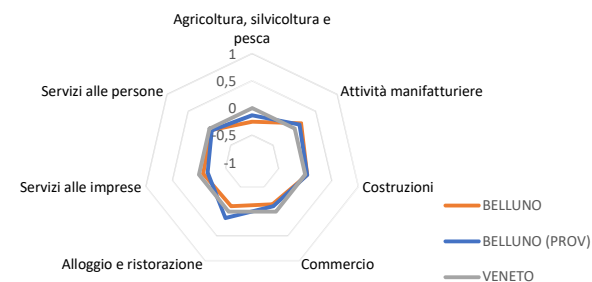 Agricoltura, silvicoltura e
pesca
1
0,5
0
-0,5
-1
Servizi alle persone
Attività manifatturiere
Servizi alle imprese
Costruzioni
Alloggio e ristorazione
Commercio
BELLUNO
BELLUNO (PROV)
VENETO